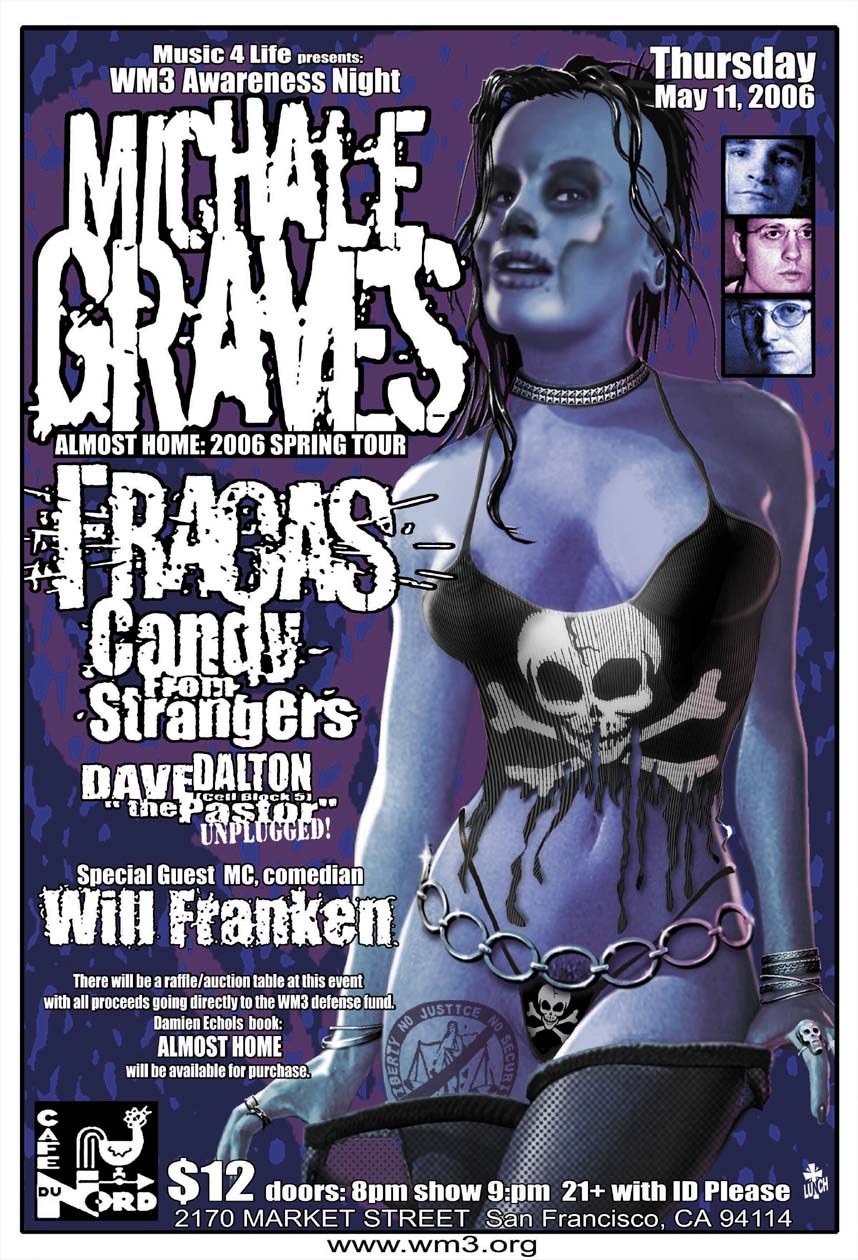 Music 4 Life presents:
WM3 Awareness Night
MICHALE
GRAVES
ALMOST HOME: 2006 SPRING TOUR
Thursday
May 11, 2006
FRACAS
Candy
From
Strangers
DAVE DALTON
(Cell Block 5)
"the Pastor"
UNPLUGGED!
Special Guest MC, comedian
Will Franken
There will be a raffle/auction table at this event
with all proceeds going directly to the WM3 defense fund.
Damien Echols book:
ALMOST HOME
will be available for purchase.
LIBERTY NO JUSTICE NO SECURI
CAFE
DU
NORD
$12 doors: 8pm show 9:pm 21+ with ID Please
2170 MARKET STREET San Francisco, CA 94114
LUSCH
www.wm3.org